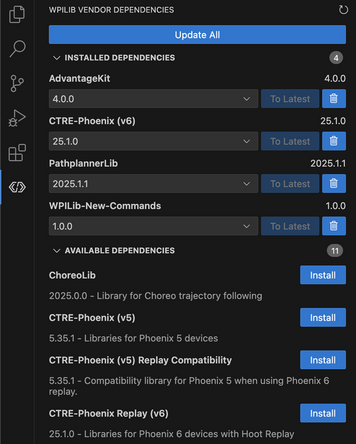 WPILIB VENDOR DEPENDENCIES
Update All
INSTALLED DEPENDENCIES 4
AdvantageKit 4.0.0
4.0.0 To Latest
CTRE-Phoenix (v6) 25.1.0
25.1.0 To Latest
PathplannerLib 2025.1.1
2025.1.1 To Latest
WPILib-New-Commands 1.0.0
1.0.0 To Latest
AVAILABLE DEPENDENCIES 11
ChoreoLib Install
2025.0.0 - Library for Choreo trajectory following
CTRE-Phoenix (v5) Install
5.35.1 - Libraries for Phoenix 5 devices
CTRE-Phoenix (v5) Replay Compatibility Install
5.35.1 - Compatibility library for Phoenix 5 when using Phoenix 6
replay.
CTRE-Phoenix Replay (v6) Install
25.1.0 - Libraries for Phoenix 6 devices with Hoot Replay